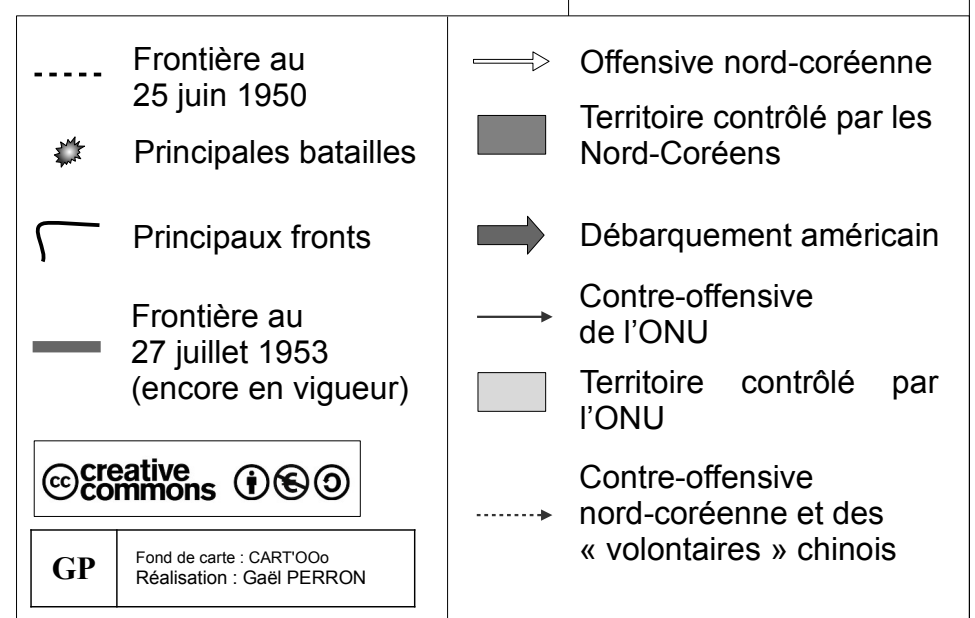 Frontière au
25 juin 1950
Principales batailles
Principaux fronts
Frontière au
27 juillet 1953
(encore en vigueur)
cc creative
commons
GP
Fond de carte : CART'OOo
Réalisation : Gaël PERRON
Offensive nord-coréenne
Territoire contrôlé par les
Nord-Coréens
Débarquement américain
Contre-offensive
de l’ONU
Territoire contrôlé par
l’ONU
Contre-offensive
nord-coréenne et des
« volontaires » chinois